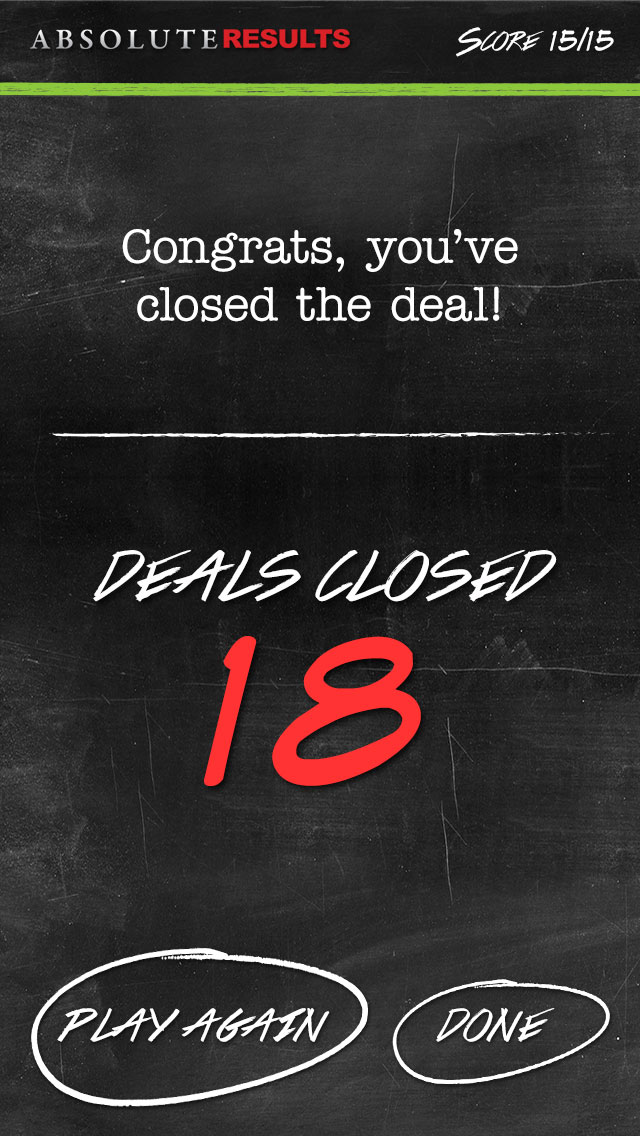 ABSOLUTERESULTS
SCORE 15/15
Congrats, you've
closed the deal!
DEALS CLOSED
18
PLAY AGAIN
DONE